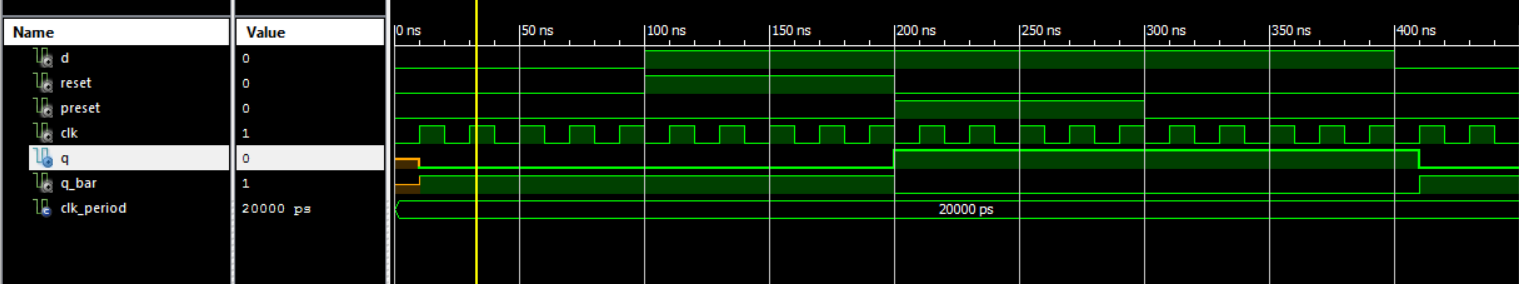 Name Value 0 ns 50 ns 100 ns 150 ns 200 ns 250 ns 300 ns 350 ns 400 ns
d 0
reset 0
preset 0
clk 1
q 0
q_bar 1
clk_period 20000 ps 20000 ps